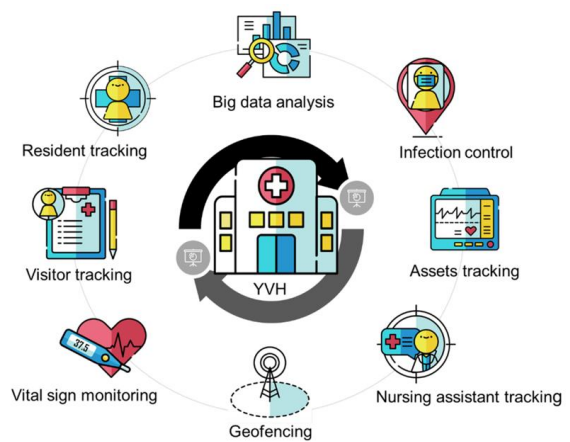 Big data analysis
Resident tracking
Infection control
Visitor tracking
YVH
Assets tracking
37.5
Vital sign monitoring
Nursing assistant tracking
Geofencing